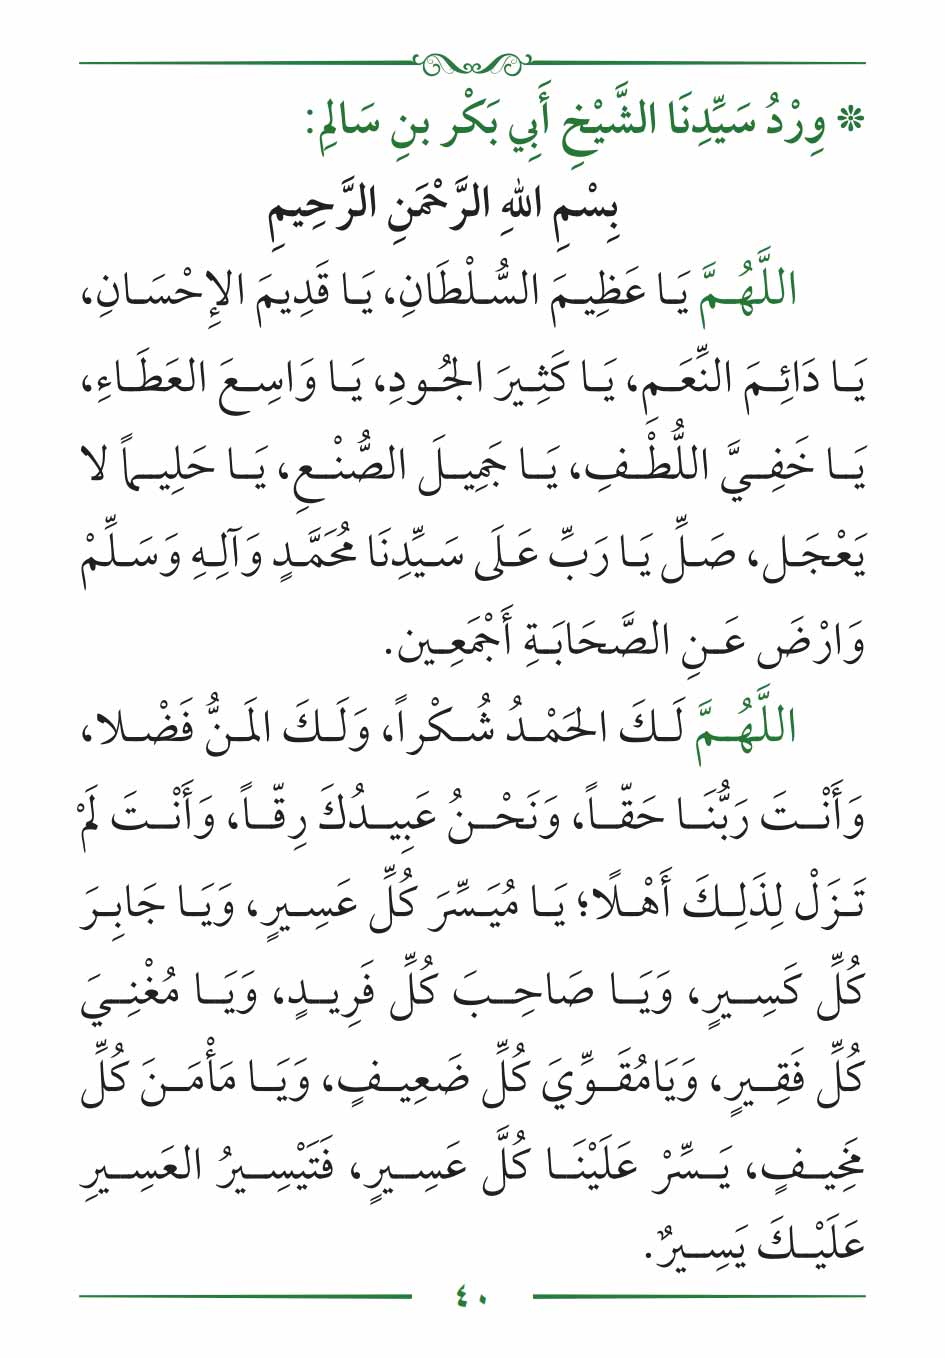 ❊ وِرْدُ سَيِّدِنَا الشَّيْخِ أَبِي بَكْر بنِ سَالِمِ:
بِسْمِ اللهِ الرَّحْمَنِ الرَّحِيمِ
اللَّهُمَّ يَا عَظِيمَ السُّلْطَانِ، يَا قَدِيمَ الإِحْسَانِ،
يَا دَائِمَ النِّعَمِ، يَا كَثِيرَ الجُودِ، يَا وَاسِعَ العَطَاءِ،
يَا خَفِيَّ اللُّطْفِ، يَا جَمِيلَ الصُّنْعِ، يَا حَلِيماً لا
يَعْجَل، صَلِّ يَا رَبِّ عَلَى سَيِّدِنَا مُحَمَّدٍ وَآلِهِ وَسَلِّمْ
وَارْضَ عَنِ الصَّحَابَةِ أَجْمَعِين.
اللَّهُمَّ لَكَ الحَمْدُ شُكْراً، وَلَكَ المَنُّ فَضْلا،
وَأَنْتَ رَبُّنَا حَقّاً، وَنَحْنُ عَبِيدُكَ رِقّاً، وَأَنْتَ لَمْ
تَزَلْ لِذَلِكَ أَهْلًا؛ يَا مُيَسِّرَ كُلِّ عَسِيرٍ، وَيَا جَابِرَ
كُلِّ كَسِيرٍ، وَيَا صَاحِبَ كُلِّ فَرِيدٍ، وَيَا مُغْنِيَ
كُلِّ فَقِيرٍ، وَيَامُقَوِّيَ كُلِّ ضَعِيفٍ، وَيَا مَأْمَنَ كُلِّ
مَخِيفٍ، يَسِّرْ عَلَيْنَا كُلَّ عَسِيرٍ، فَتَيْسِيرُ العَسِيرِ
عَلَيْكَ يَسِيرٌ.
٤٠